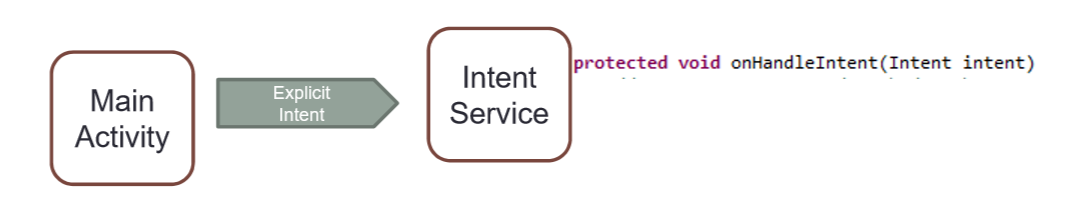 Main
Activity
Explicit
Intent
Intent
Service
protected void onHandleIntent(Intent intent)